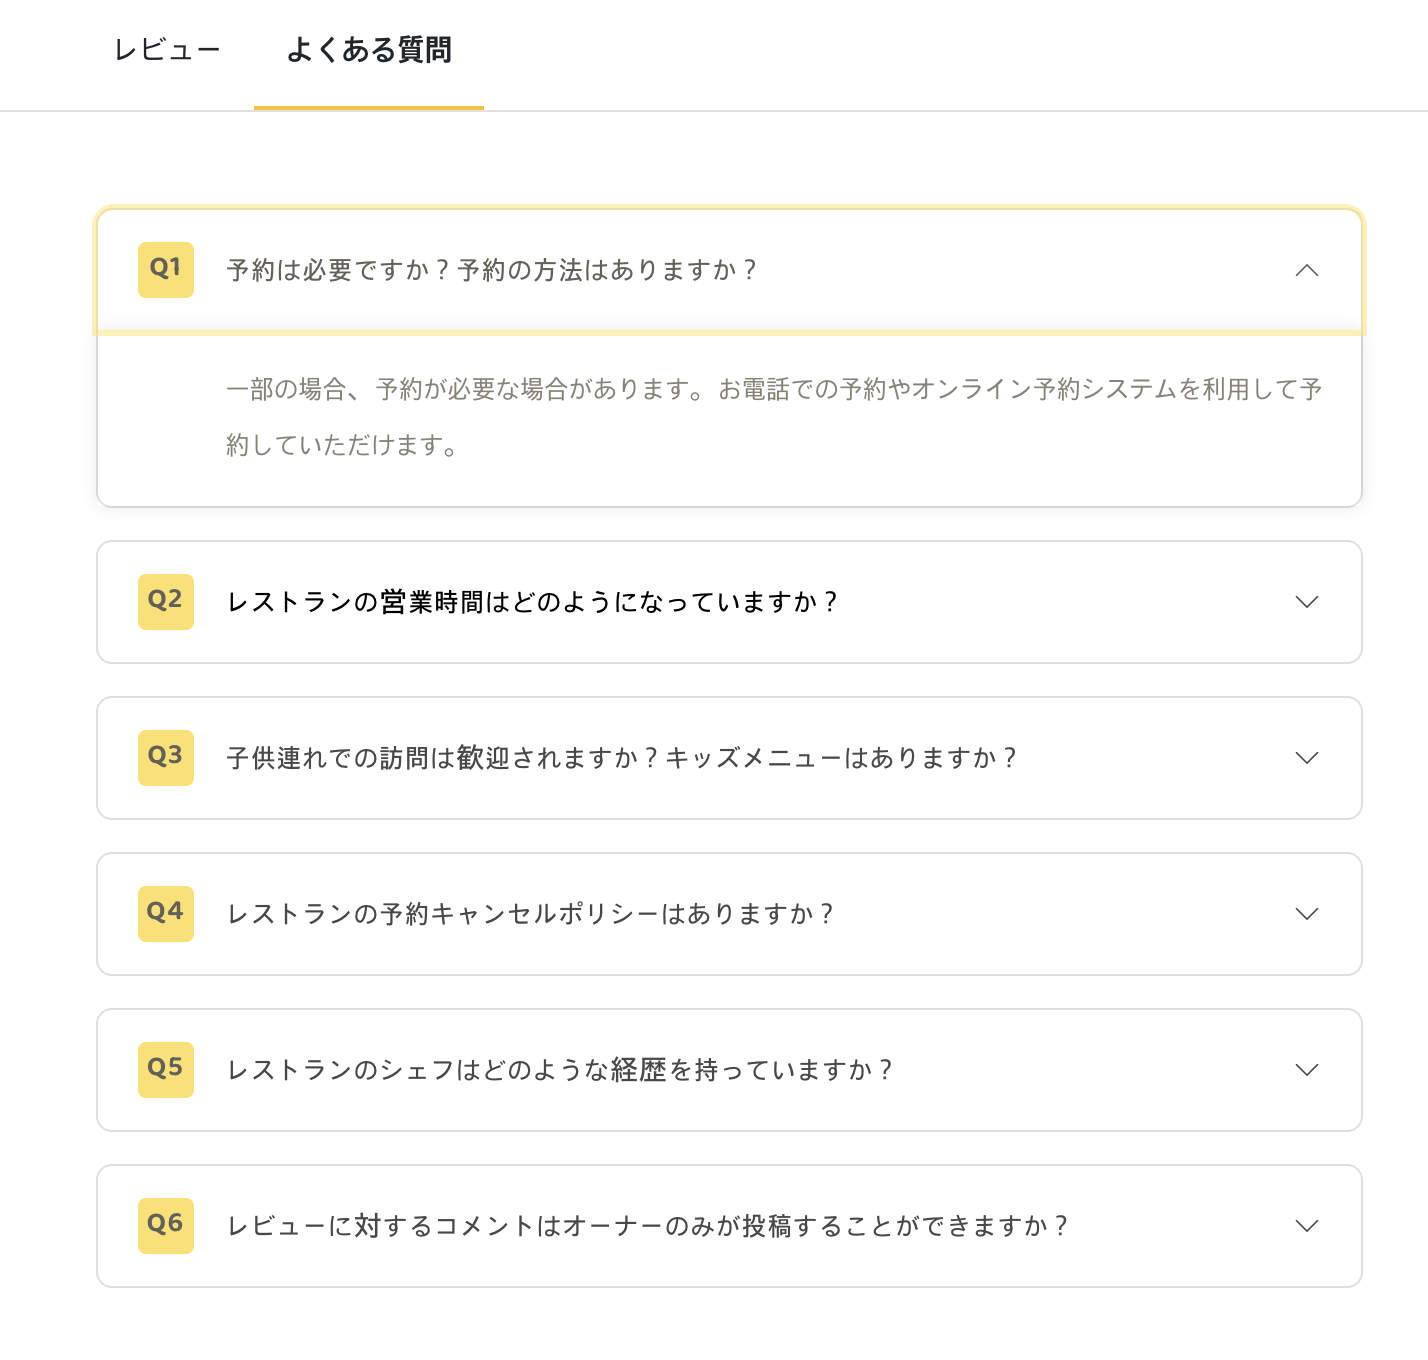 レビュー よくある質問
Q1 予約は必要ですか？予約の方法はありますか？
一部の場合、予約が必要な場合があります。お電話での予約やオンライン予約システムを利用して予
約していただけます。
Q2 レストランの営業時間はどのようになっていますか？
Q3 子供連れでの訪問は歓迎されますか？キッズメニューはありますか？
Q4 レストランの予約キャンセルポリシーはありますか？
Q5 レストランのシェフはどのような経歴を持っていますか？
Q6 レビューに対するコメントはオーナーのみが投稿することができますか？